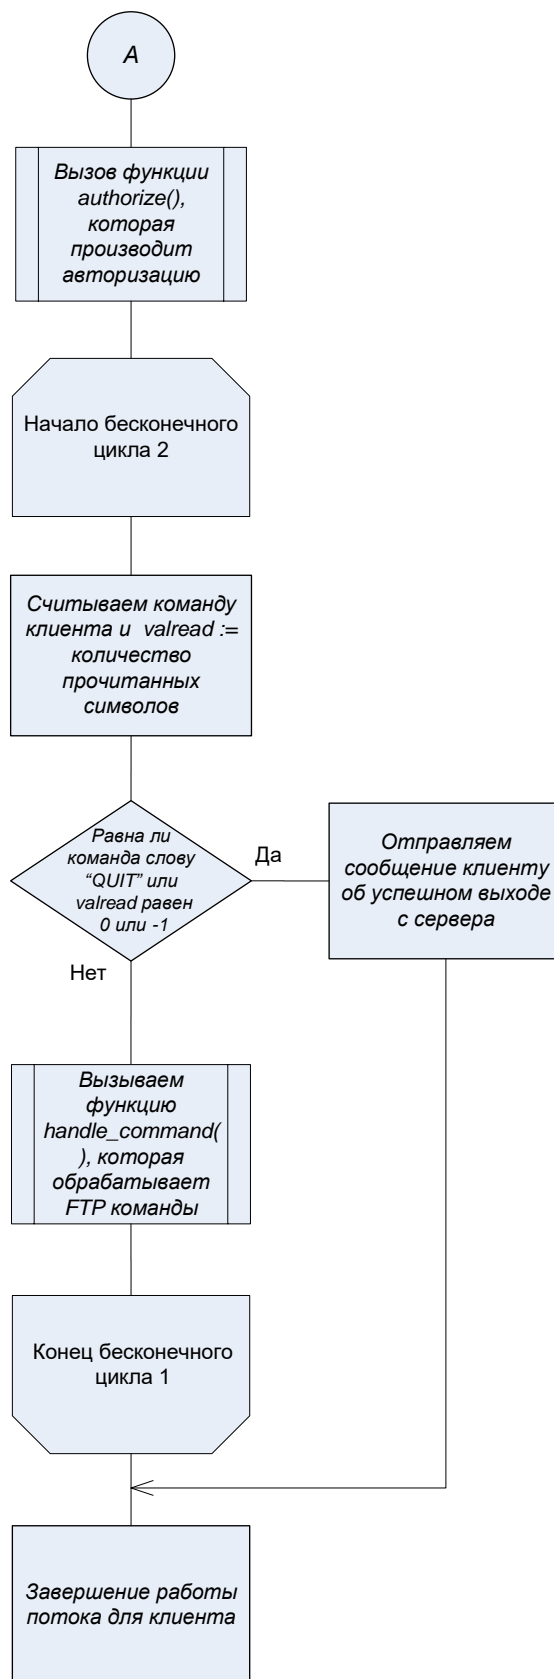 А
Вызов функции
authorize(),
которая
производит
авторизацию
Начало бесконечного
цикла 2
Считываем команду
клиента и valread :=
количество
прочитанных
символов
Равна ли
команда слову
“QUIT” или
valread равен
0 или -1
Да
Отправляем
сообщение клиенту
об успешном выходе
с сервера
Нет
Вызываем
функцию
handle_command(
), которая
обрабатывает
FTP команды
Конец бесконечного
цикла 1
Завершение работы
потока для клиента